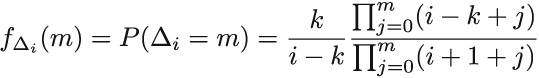 f_{\Delta_i}(m) = P(\Delta_i = m) = \frac{k}{i-k} \frac{\prod_{j=0}^{m}(i-k+j)}{\prod_{j=0}^{m}(i+1+j)}